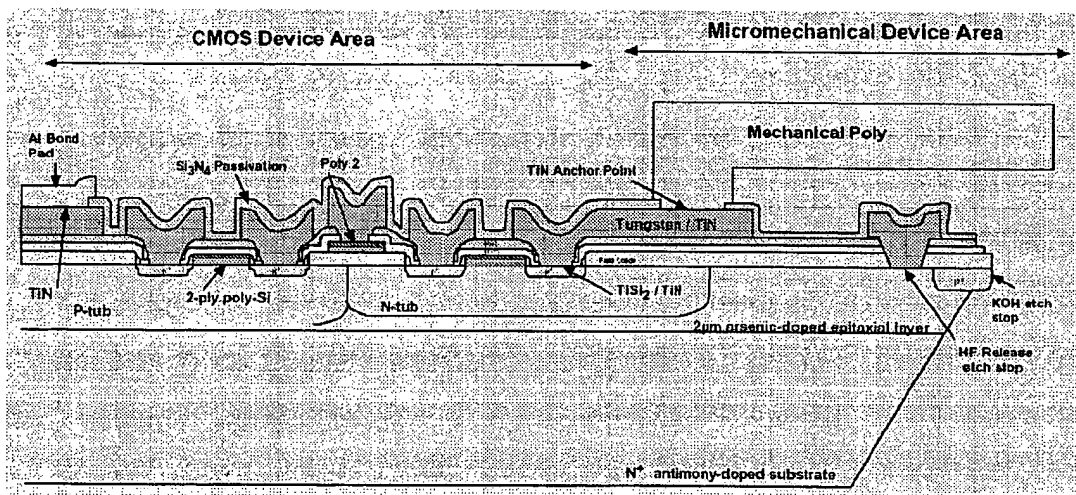 CMOS Device Area
Micromechanical Device Area
Al Bond
Pad
Si3N4 Passivation
Poly 2
TiN Anchor Point
Mechanical Poly
Tungsten / TiN
TiN
2-ply poly-Si
P-tub
N-tub
TiSi2 / TiN
KOH etch
stop
2µm arsenic-doped epitaxial layer
HF Release
etch stop
N+ antimony-doped substrate